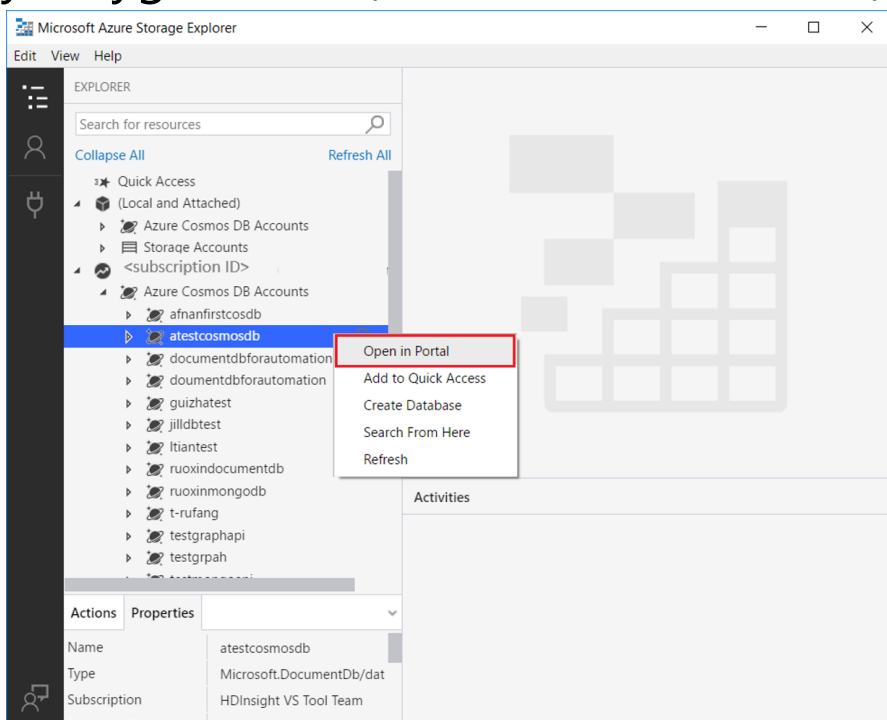 Microsoft Azure Storage Explorer
Edit View Help
EXPLORER
Search for resources
Collapse All Refresh All
Quick Access
(Local and Attached)
Azure Cosmos DB Accounts
Storage Accounts
<subscription ID>
Azure Cosmos DB Accounts
afnanfirstcosdb
atestcosmosdb
documentdbforautomation
doumentdbforautomation
guizhatest
jilldbtest
ltiantest
ruoxindocumentdb
ruoxinmongodb
t-rufang
testgraphapi
testgrpah
Open in Portal
Add to Quick Access
Create Database
Search From Here
Refresh
Activities
Actions Properties
Name atestcosmosdb
Type Microsoft.DocumentDb/dat
Subscription HDInsight VS Tool Team